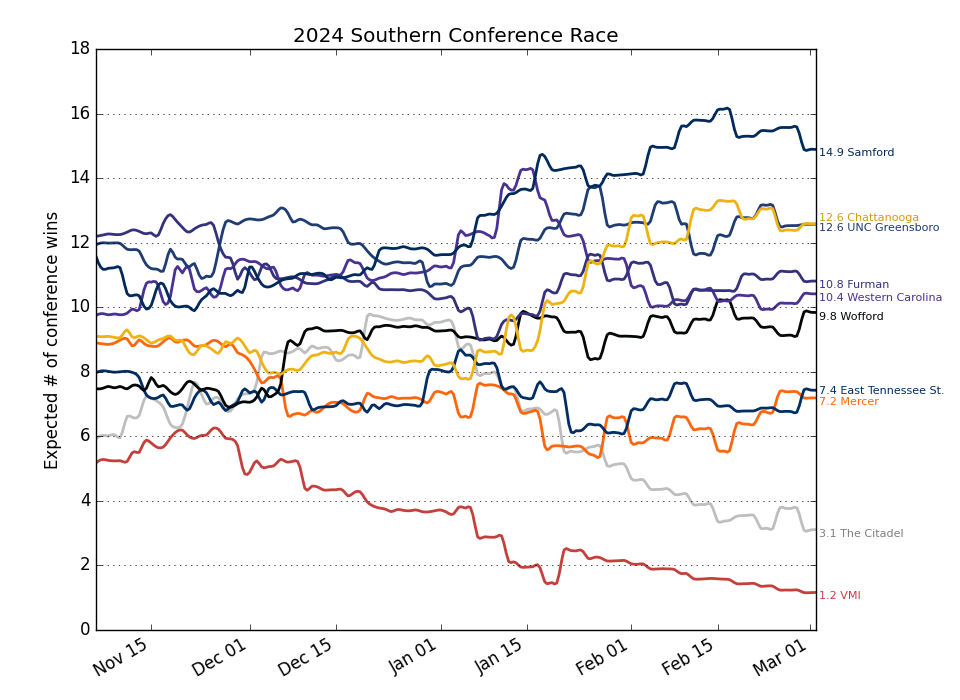 2024 Southern Conference Race
Expected # of conference wins
18
16
14
12
10
8
6
4
2
0
14.9 Samford
12.6 Chattanooga
12.6 UNC Greensboro
10.8 Furman
10.4 Western Carolina
9.8 Wofford
7.4 East Tennessee St.
7.2 Mercer
3.1 The Citadel
1.2 VMI
Nov 15
Dec 01
Dec 15
Jan 01
Jan 15
Feb 01
Feb 15
Mar 01